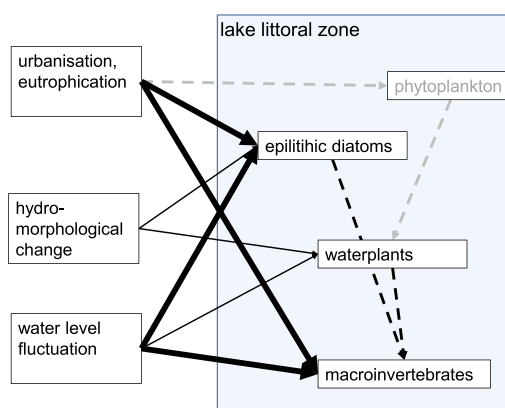 lake littoral zone
urbanisation,
eutrophication
phytoplankton
epilitihic diatoms
hydro-
morphological
change
waterplants
water level
fluctuation
macroinvertebrates